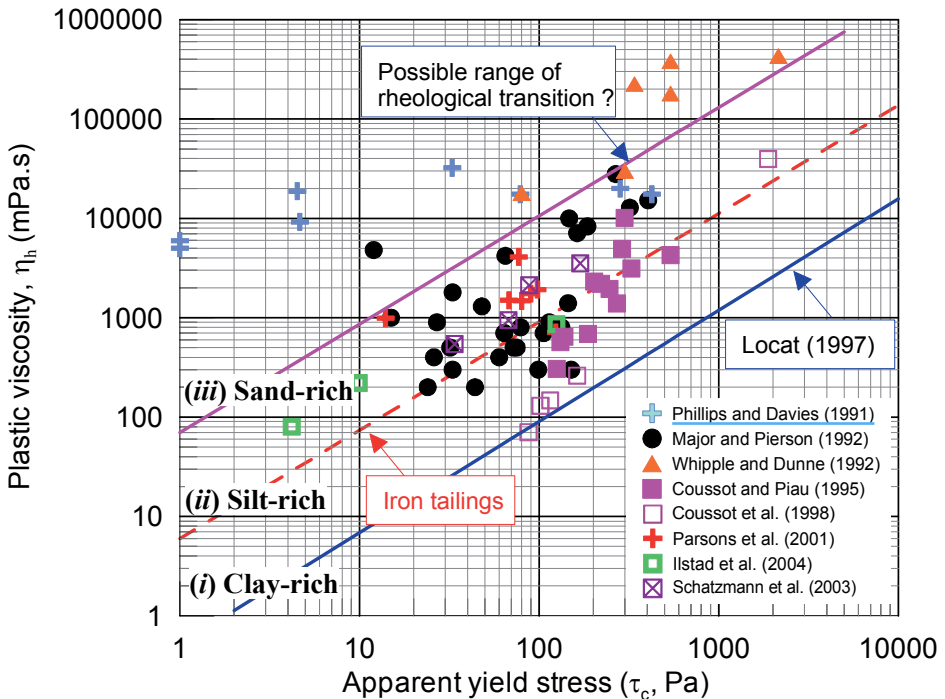 Plastic viscosity, ηh (mPa.s)
1000000
100000
10000
1000
100
10
1
Possible range of
rheological transition ?
(iii) Sand-rich
(ii) Silt-rich
(i) Clay-rich
Iron tailings
Locat (1997)
Phillips and Davies (1991)
Major and Pierson (1992)
Whipple and Dunne (1992)
Coussot and Piau (1995)
Coussot et al. (1998)
Parsons et al. (2001)
Ilstad et al. (2004)
Schatzmann et al. (2003)
1 10 100 1000 10000
Apparent yield stress (τc, Pa)